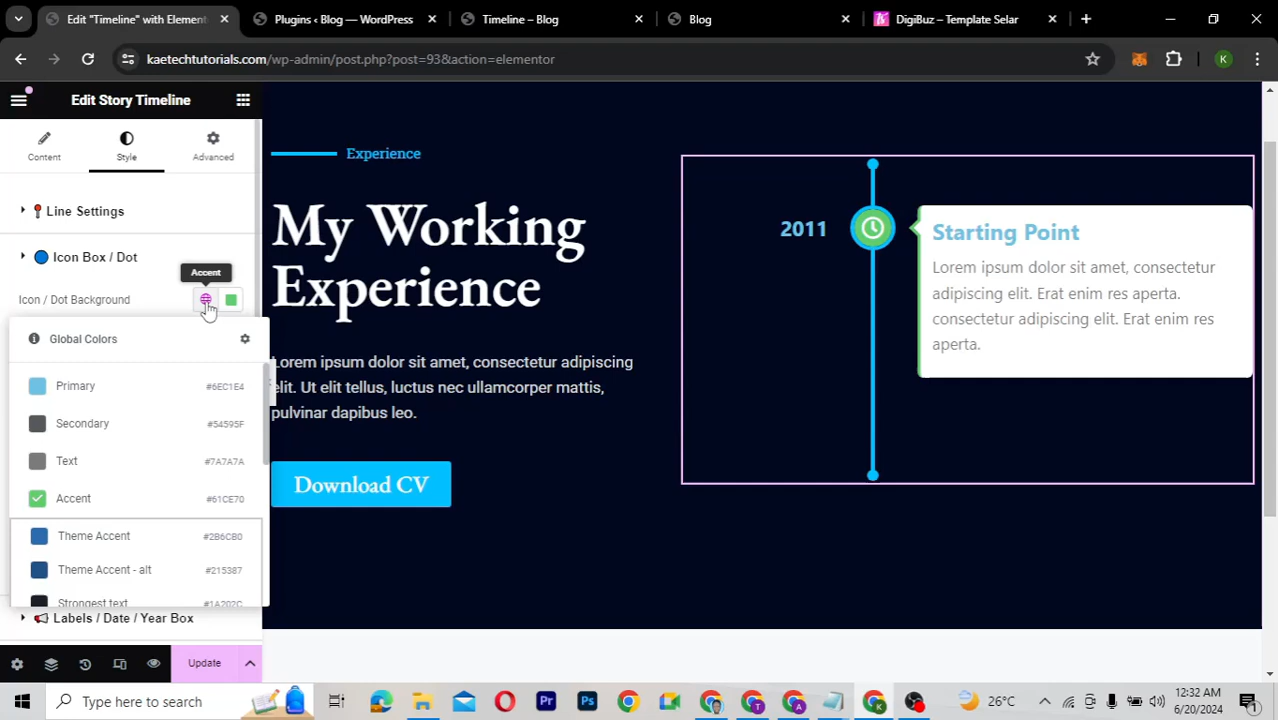 Edit "Timeline" with Element
Plugins ‹ Blog — WordPress
Timeline – Blog
Blog
DigiBuz – Template Selar
kaetechtutorials.com/wp-admin/post.php?post=93&action=elementor
K
Edit Story Timeline
Content
Style
Advanced
Line Settings
Icon Box / Dot
Accent
Icon / Dot Background
Global Colors
Primary #6EC1E4
Secondary #54595F
Text #7A7A7A
Accent #61CE70
Theme Accent #2B6CB0
Theme Accent - alt #215387
Strongest text #1A202C
Labels / Date / Year Box
Update
Experience
My Working
Experience
Lorem ipsum dolor sit amet, consectetur adipiscing
elit. Ut elit tellus, luctus nec ullamcorper mattis,
pulvinar dapibus leo.
Download CV
2011
Starting Point
Lorem ipsum dolor sit amet, consectetur
adipiscing elit. Erat enim res aperta.
consectetur adipiscing elit. Erat enim res
aperta.
Type here to search
Pr
Ps
T
A
K
26°C
12:32 AM
6/20/2024